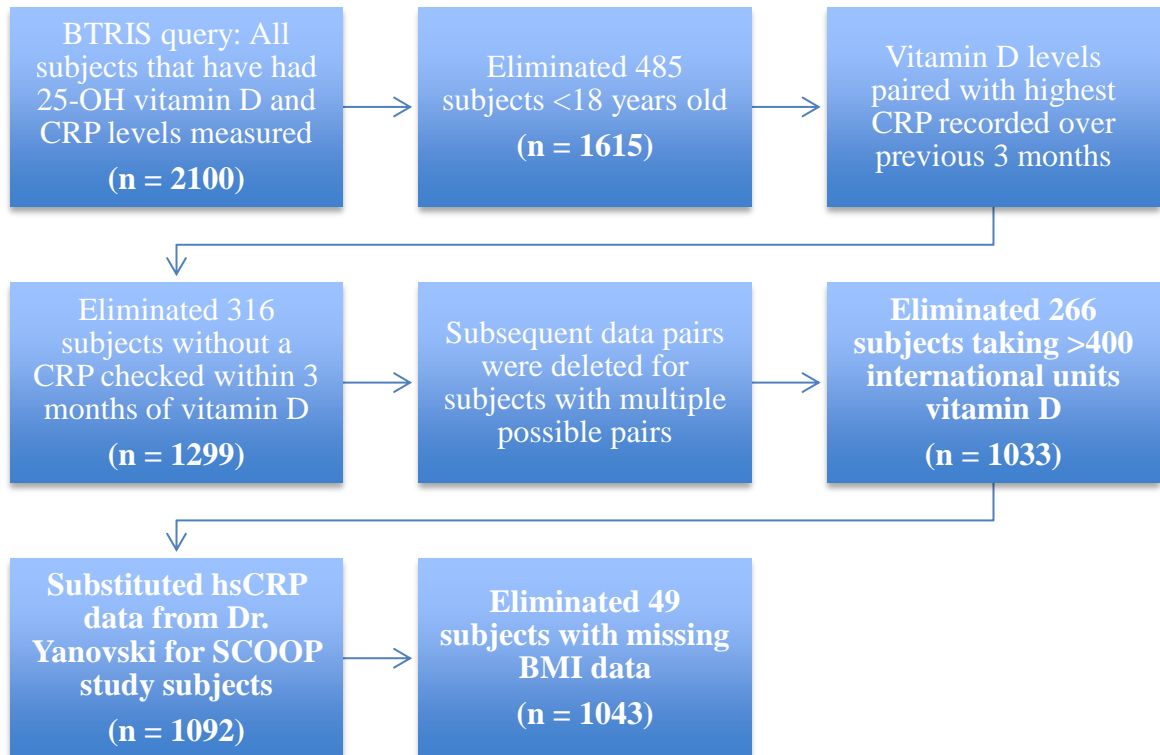 BTRIS query: All
subjects that have had
25-OH vitamin D and
CRP levels measured
(n = 2100)
Eliminated 485
subjects <18 years old
(n = 1615)
Vitamin D levels
paired with highest
CRP recorded over
previous 3 months
Eliminated 316
subjects without a
CRP checked within 3
months of vitamin D
(n = 1299)
Subsequent data pairs
were deleted for
subjects with multiple
possible pairs
Eliminated 266
subjects taking >400
international units
vitamin D
(n = 1033)
Substituted hsCRP
data from Dr.
Yanovski for SCOOP
study subjects
(n = 1092)
Eliminated 49
subjects with missing
BMI data
(n = 1043)